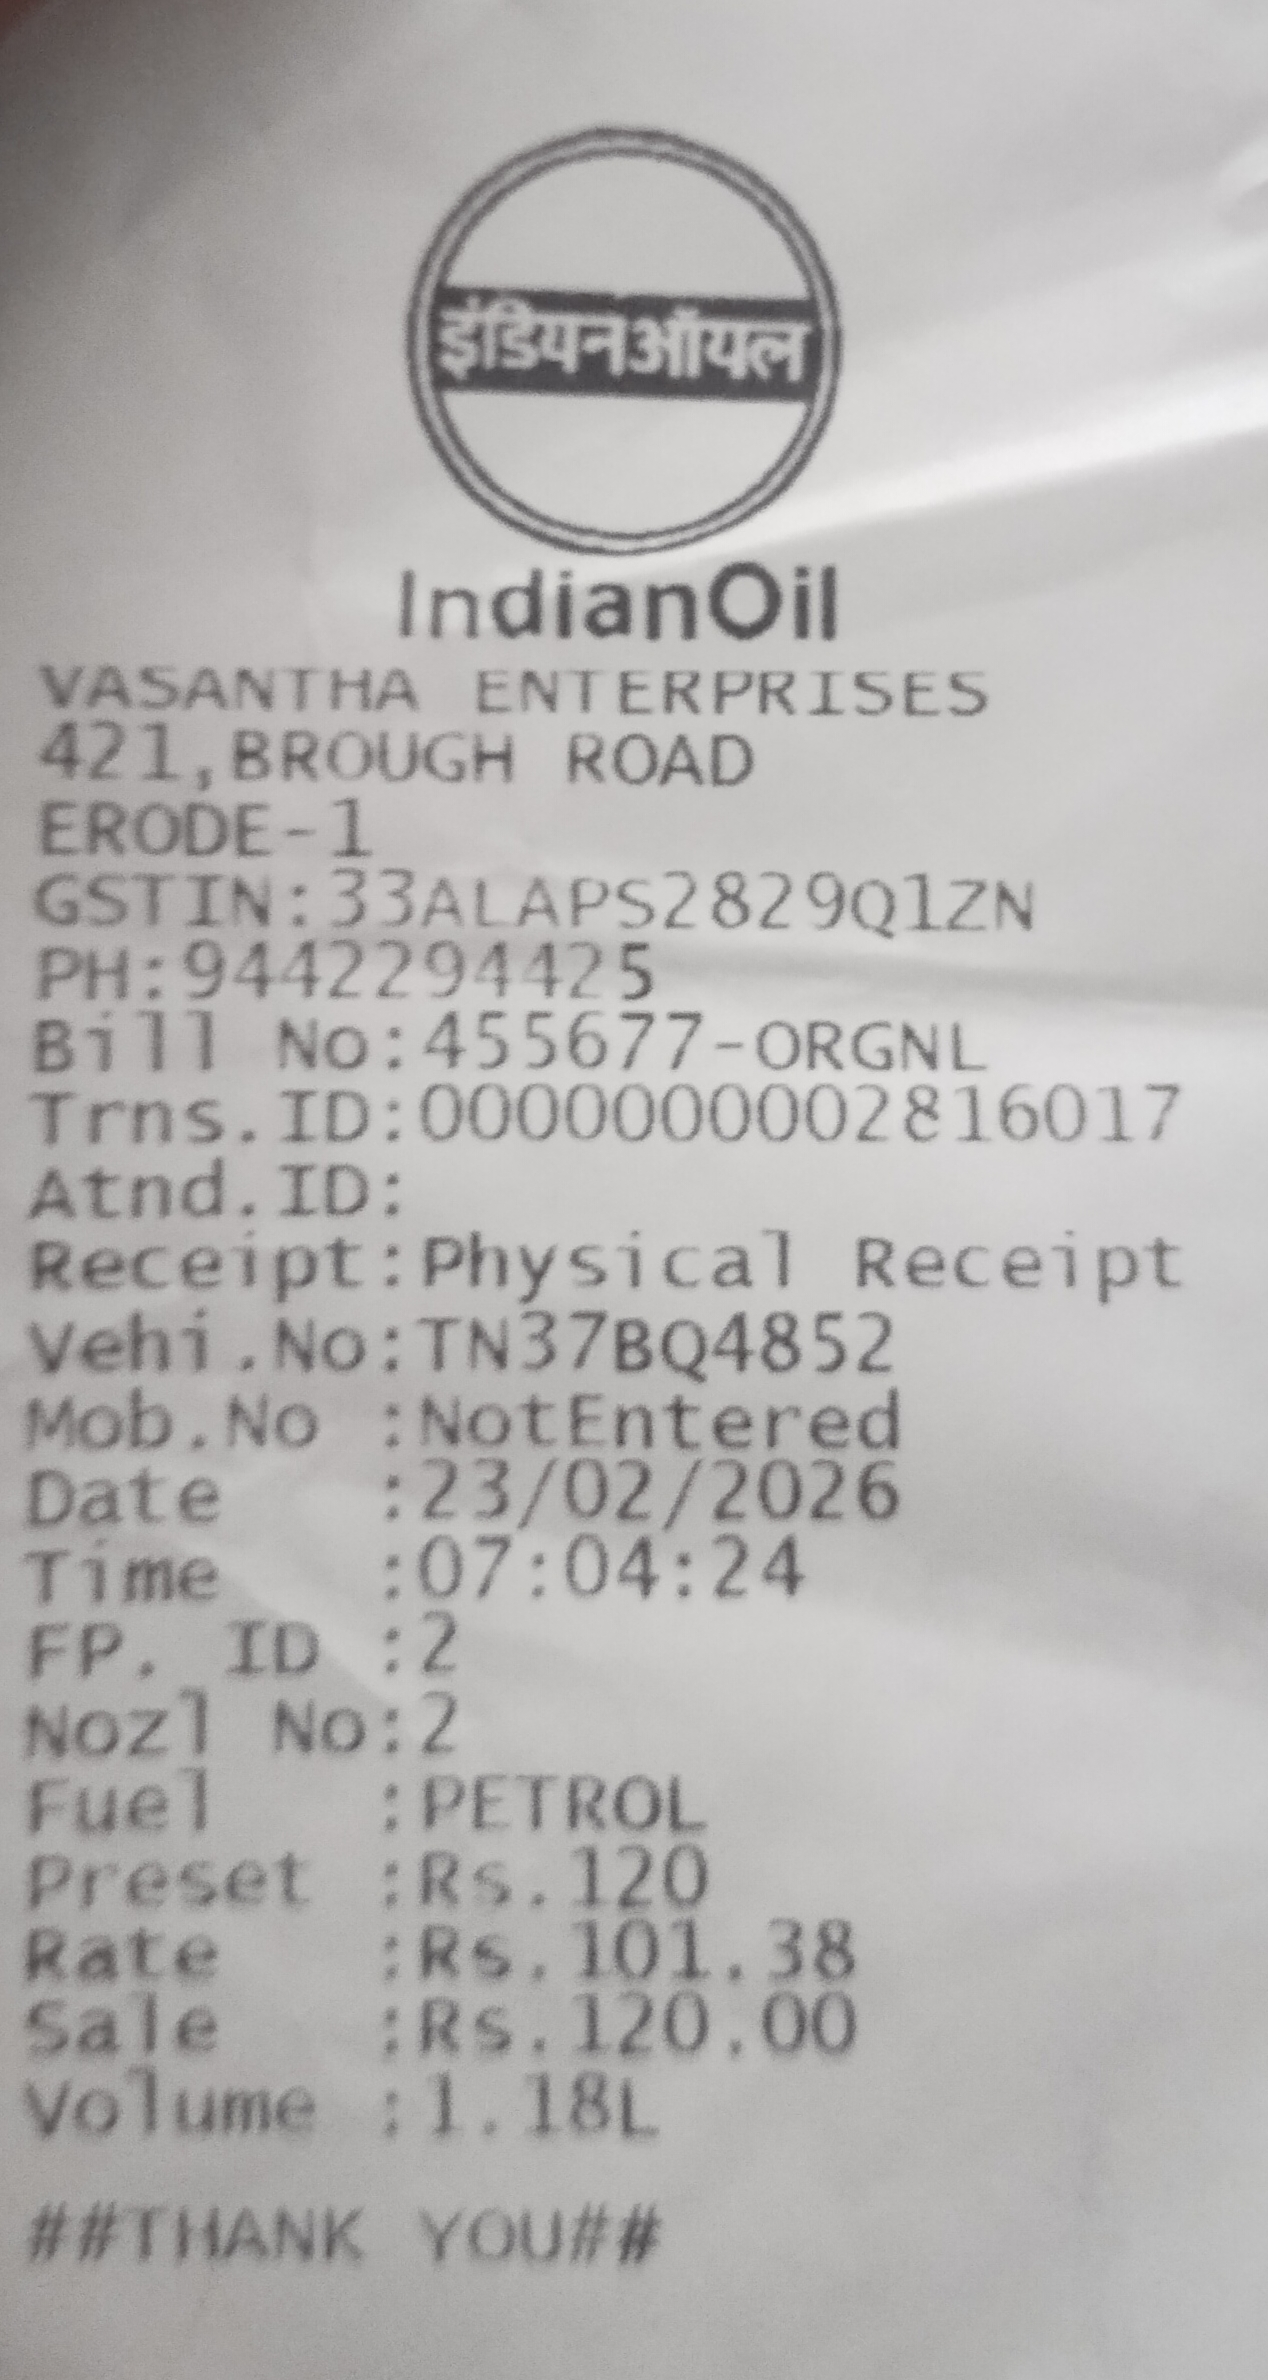 इंडियनऑयल
IndianOil
VASANTHA ENTERPRISES
421,BROUGH ROAD
ERODE-1
GSTIN:33ALAPS2829Q1ZN
PH:9442294425
Bill No:455677-ORGNL
Trns.ID:0000000002816017
Atnd.ID:
Receipt:Physical Receipt
Vehi.No:TN37BQ4852
Mob.No :NotEntered
Date :23/02/2026
Time :07:04:24
FP. ID :2
Nozl No:2
Fuel :PETROL
Preset :Rs.120
Rate :Rs.101.38
Sale :Rs.120.00
Volume :1.18L
##THANK YOU##